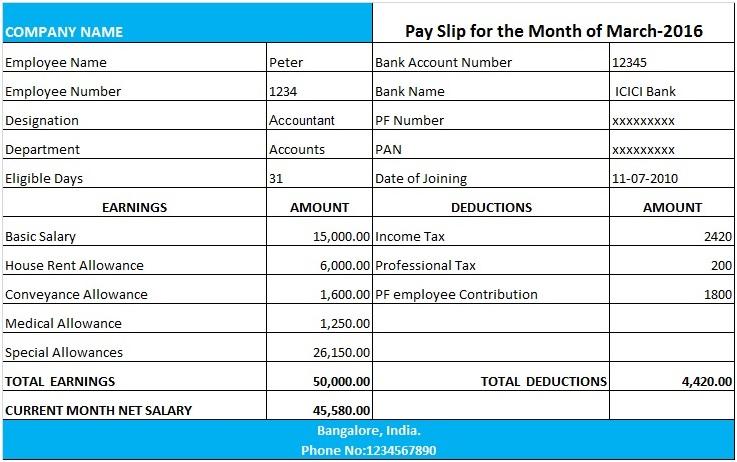 COMPANY NAME Pay Slip for the Month of March-2016
Employee Name Peter Bank Account Number 12345
Employee Number 1234 Bank Name ICICI Bank
Designation Accountant PF Number xxxxxxxxx
Department Accounts PAN xxxxxxxxx
Eligible Days 31 Date of Joining 11-07-2010
EARNINGS AMOUNT DEDUCTIONS AMOUNT
Basic Salary 15,000.00 Income Tax 2420
House Rent Allowance 6,000.00 Professional Tax 200
Conveyance Allowance 1,600.00 PF employee Contribution 1800
Medical Allowance 1,250.00
Special Allowances 26,150.00
TOTAL EARNINGS 50,000.00 TOTAL DEDUCTIONS 4,420.00
CURRENT MONTH NET SALARY 45,580.00
Bangalore, India.
Phone No:1234567890